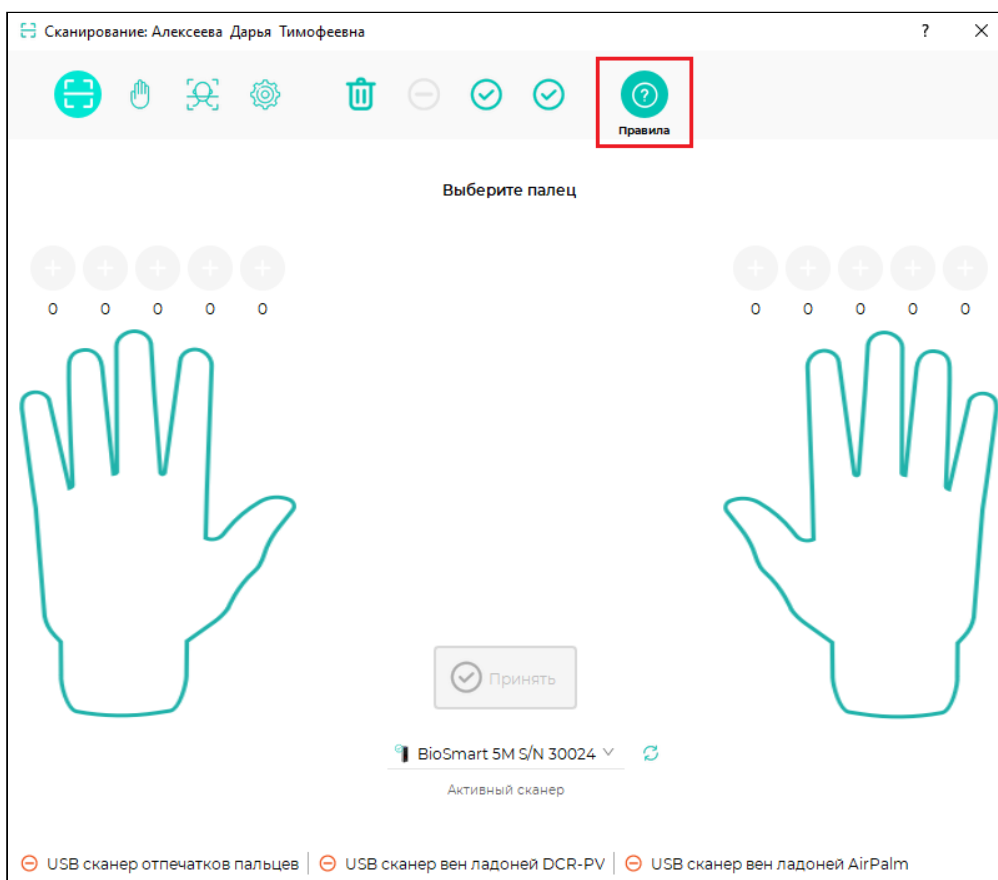 Сканирование: Алексеева Дарья Тимофеевна
?
Правила
Выберите палец
0 0 0 0 0
0 0 0 0 0
Принять
BioSmart 5M S/N 30024
Активный сканер
USB сканер отпечатков пальцев USB сканер вен ладоней DCR-PV USB сканер вен ладоней AirPalm